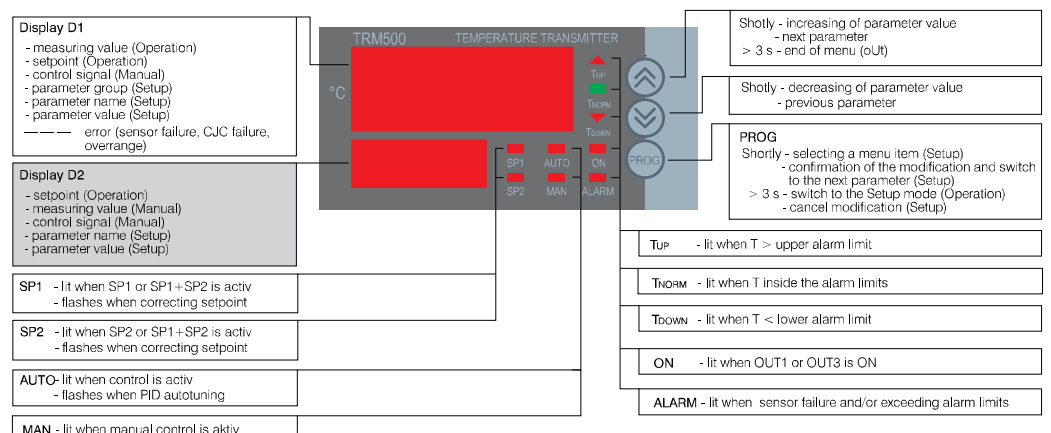 Display D1
- measuring value (Operation)
- setpoint (Operation)
- control signal (Manual)
- parameter group (Setup)
- parameter name (Setup)
- parameter value (Setup)
— — — error (sensor failure, CJC failure,
overrange)
Display D2
- setpoint (Operation)
- measuring value (Manual)
- control signal (Manual)
- parameter name (Setup)
- parameter value (Setup)
SP1 - lit when SP1 or SP1+SP2 is activ
- flashes when correcting setpoint
SP2 - lit when SP2 or SP1+SP2 is activ
- flashes when correcting setpoint
AUTO- lit when control is activ
- flashes when PID autotuning
MAN - lit when manual control is aktiv
TRM500 TEMPERATURE TRANSMITTER
°C
TUP
TNORM
TDOWN
SP1 AUTO ON
SP2 MAN ALARM
PROG
Shotly - increasing of parameter value
- next parameter
> 3 s - end of menu (oUt)
Shotly - decreasing of parameter value
- previous parameter
PROG
Shortly - selecting a menu item (Setup)
- confirmation of the modification and switch
to the next parameter (Setup)
> 3 s - switch to the Setup mode (Operation)
- cancel modification (Setup)
TUP - lit when T > upper alarm limit
TNORM - lit when T inside the alarm limits
TDOWN - lit when T < lower alarm limit
ON - lit when OUT1 or OUT3 is ON
ALARM - lit when sensor failure and/or exceeding alarm limits